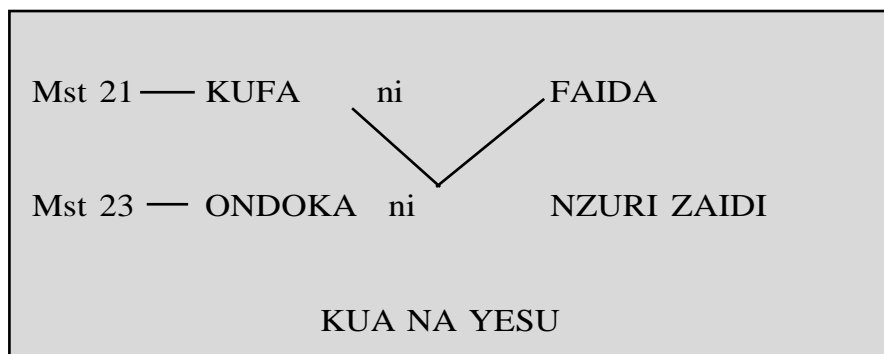 Mst 21 — KUFA ni FAIDA
Mst 23 — ONDOKA ni NZURI ZAIDI
KUA NA YESU